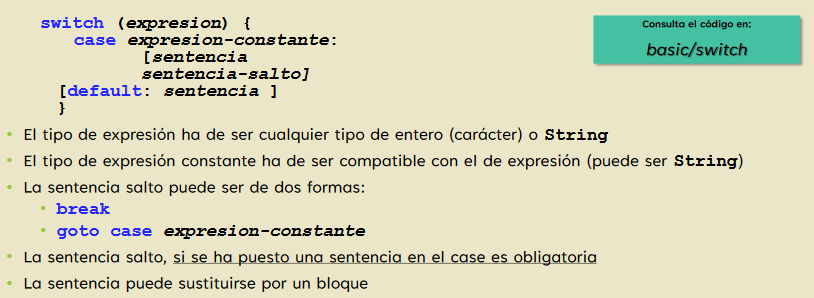 switch (expresion) {
case expresion-constante:
[sentencia
sentencia-salto]
[default: sentencia ]
}
Consulta el código en:
basic/switch
• El tipo de expresión ha de ser cualquier tipo de entero (carácter) o String
• El tipo de expresión constante ha de ser compatible con el de expresión (puede ser String)
• La sentencia salto puede ser de dos formas:
• break
• goto case expresion-constante
• La sentencia salto, si se ha puesto una sentencia en el case es obligatoria
• La sentencia puede sustituirse por un bloque